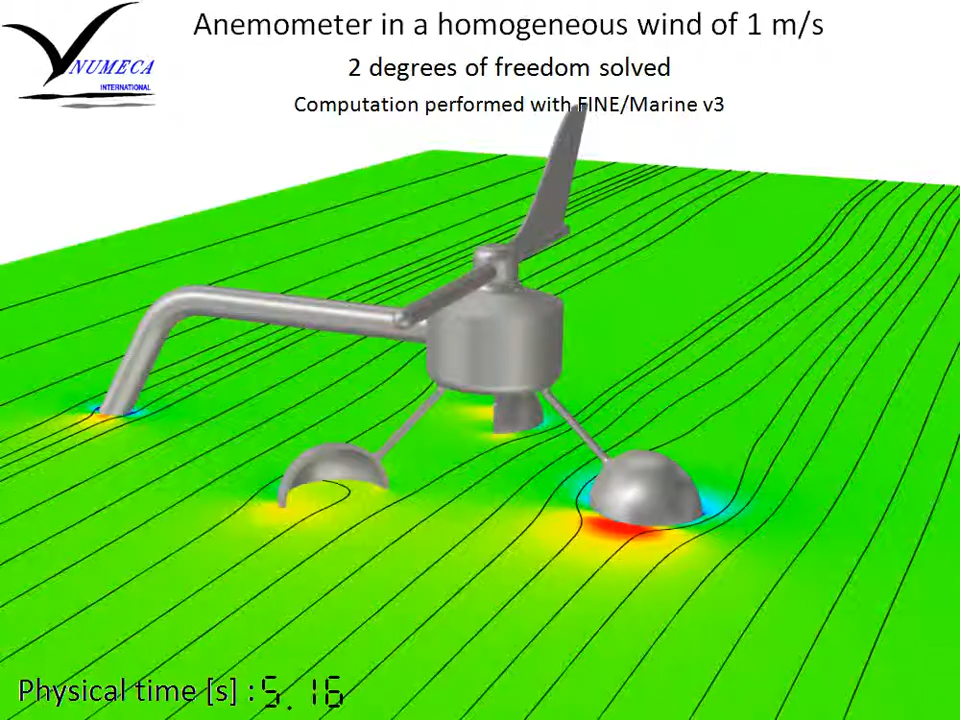 Anemometer in a homogeneous wind of 1 m/s
NUMECA
INTERNATIONAL
2 degrees of freedom solved
Computation performed with FINE/Marine v3
Physical time [s] : 5. 16